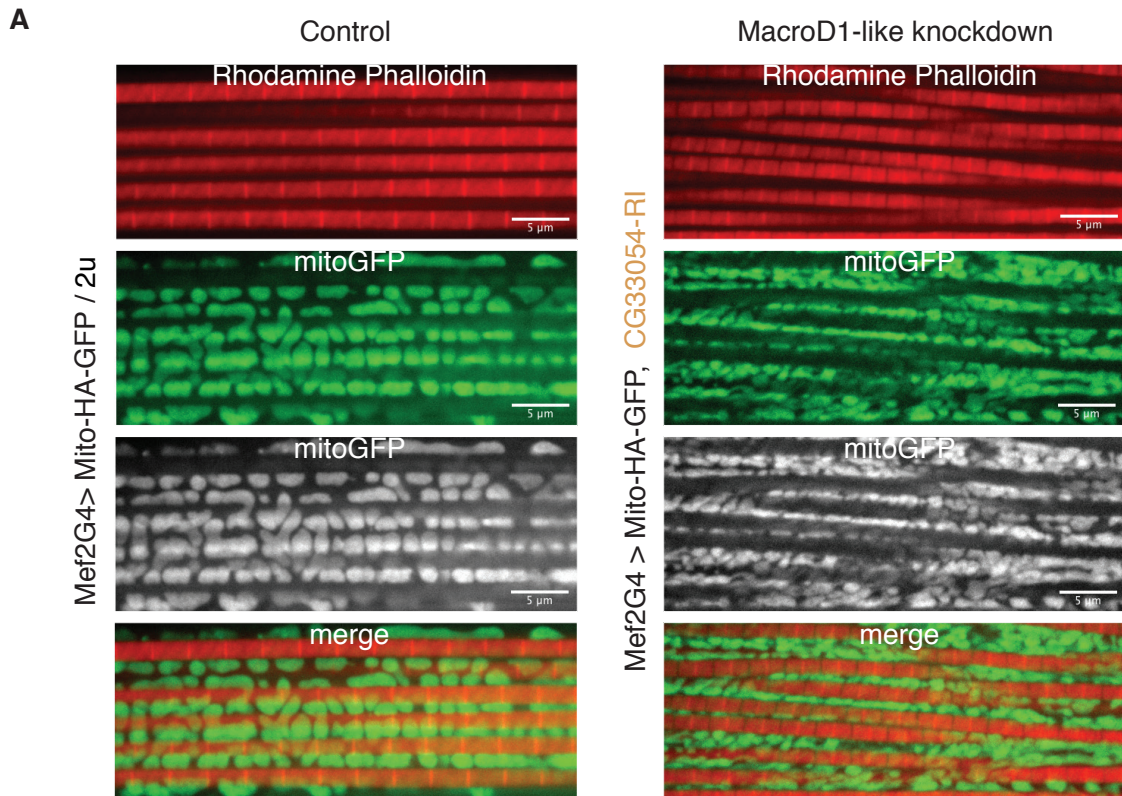 A
Control
MacroD1-like knockdown
Mef2G4> Mito-HA-GFP / 2u
Rhodamine Phalloidin
5 μm
mitoGFP
5 μm
mitoGFP
5 μm
merge
Mef2G4 > Mito-HA-GFP, CG33054-RI
Rhodamine Phalloidin
5 μm
mitoGFP
5 μm
mitoGFP
5 μm
merge